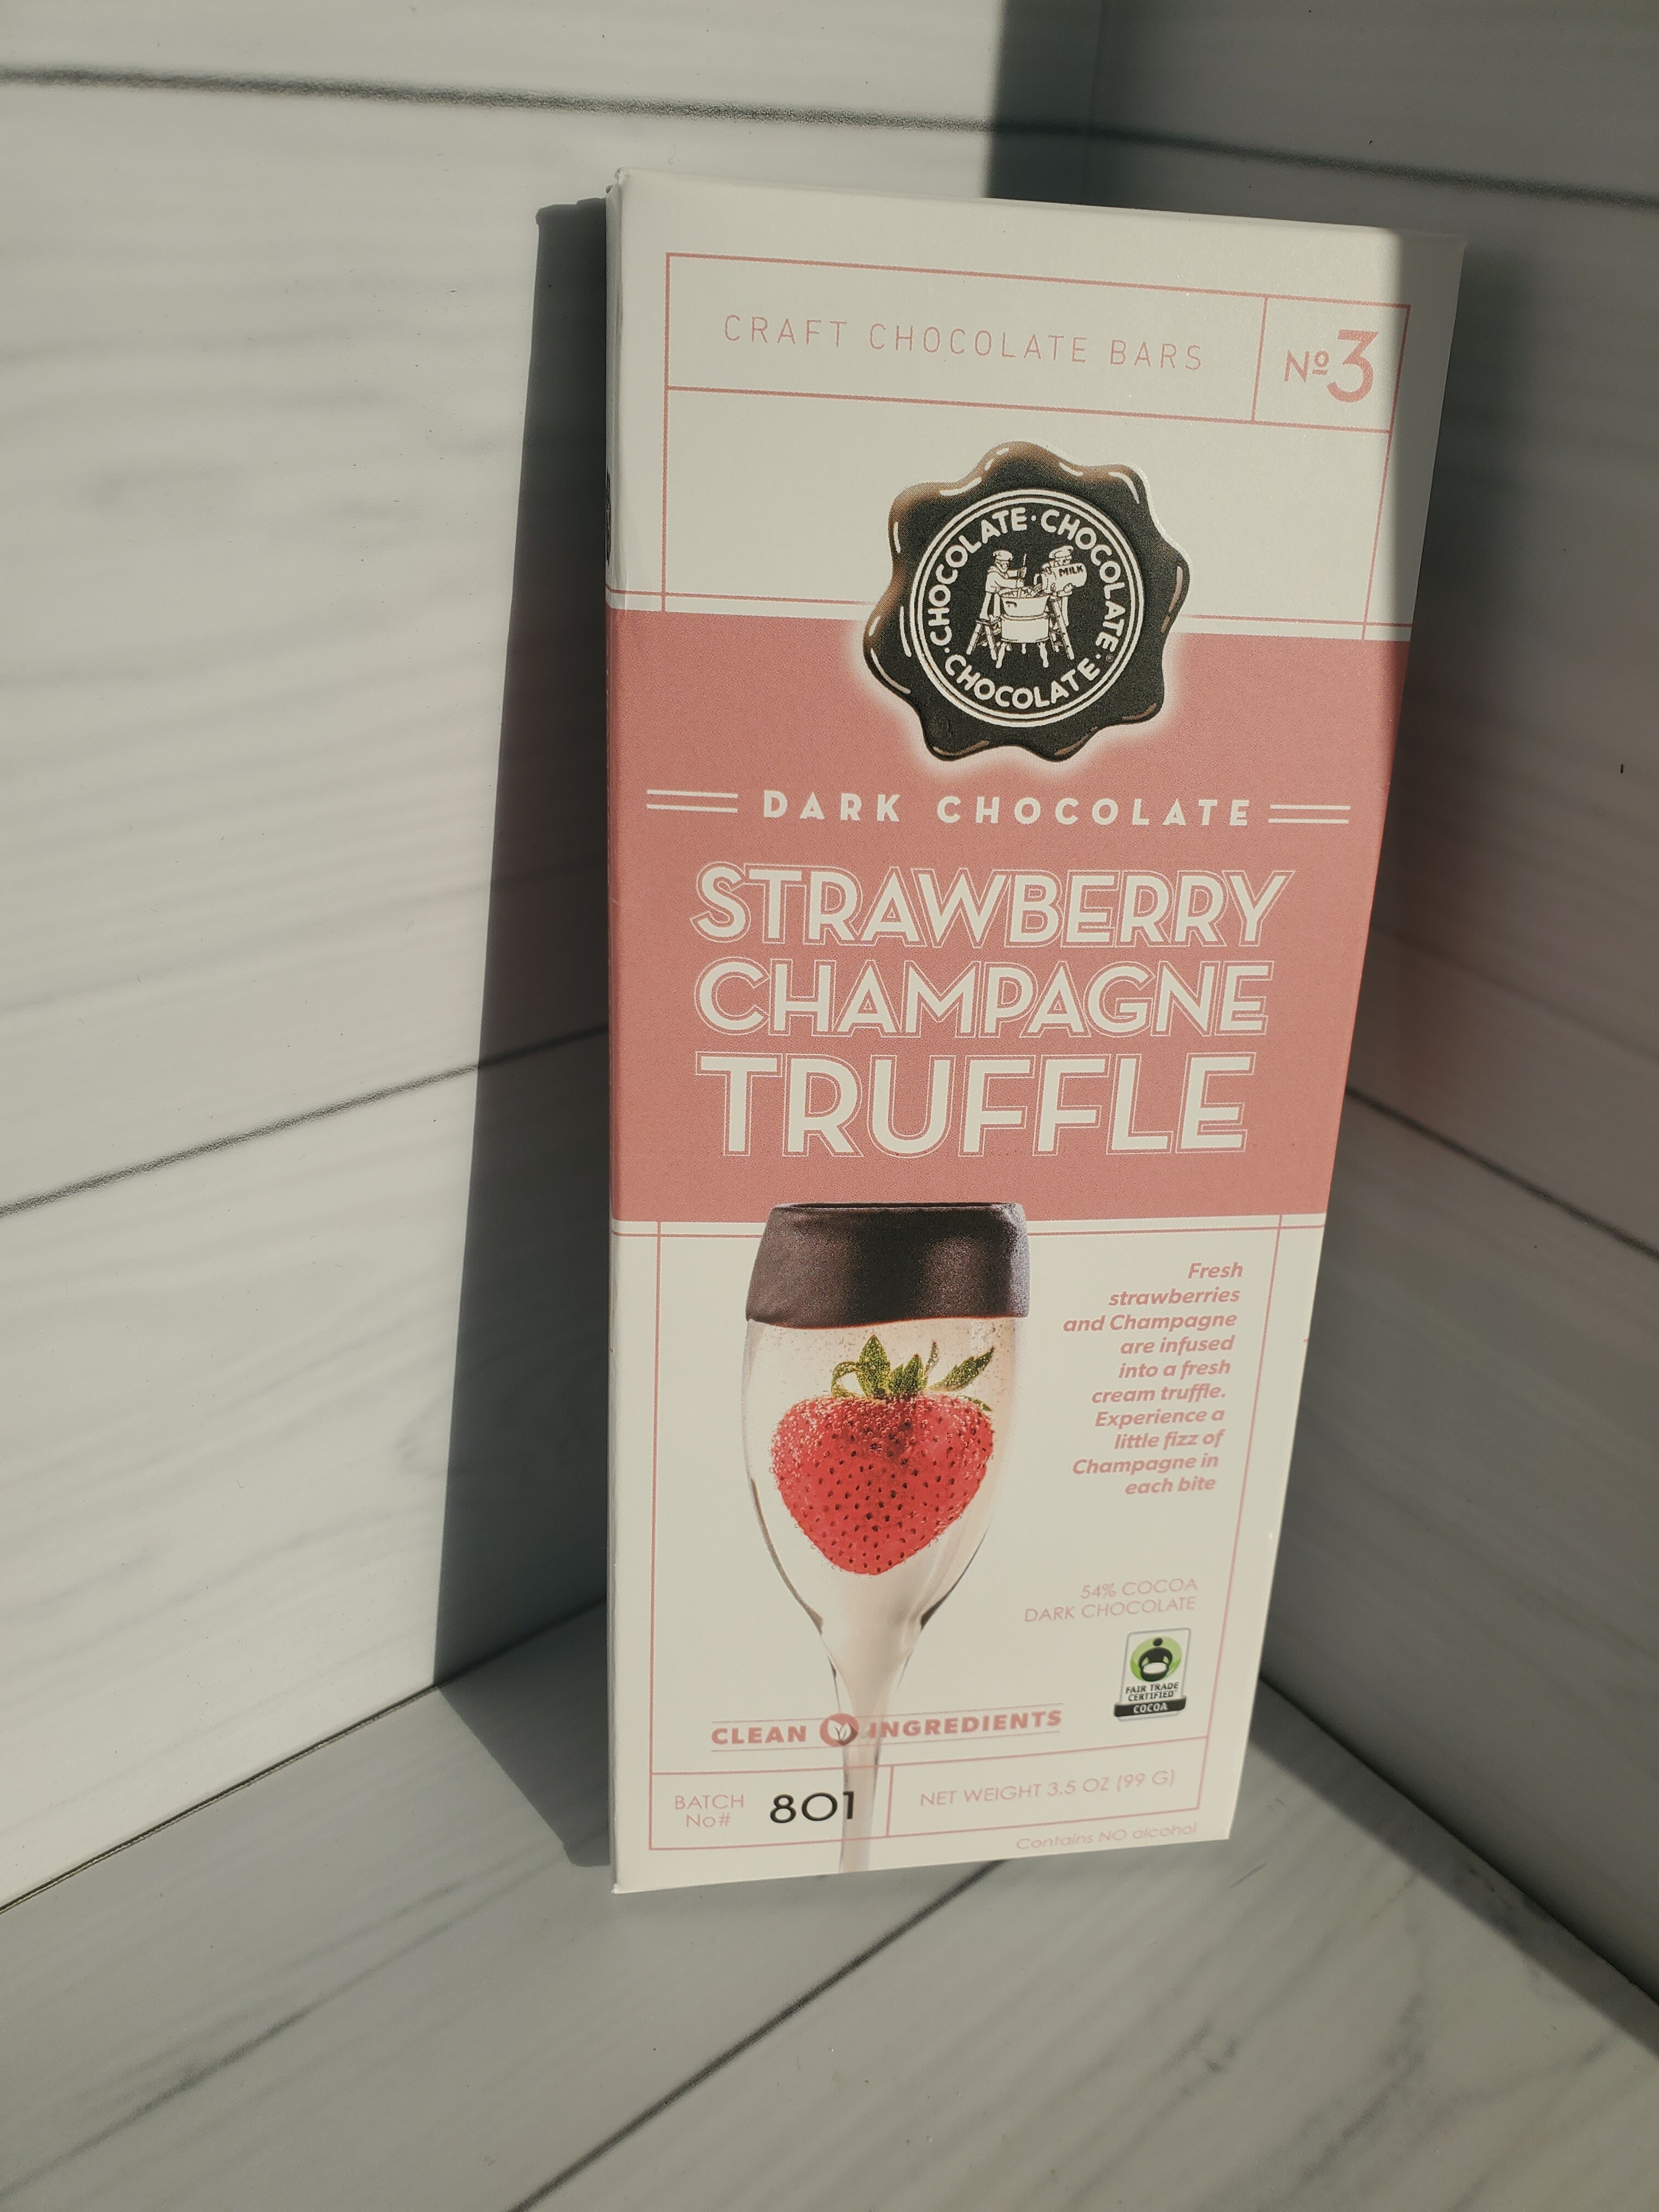 CRAFT CHOCOLATE BARS
Nº3
CHOCOLATE · CHOCOLATE · CHOCOLATE ·
MILK
DARK CHOCOLATE
STRAWBERRY
CHAMPAGNE
TRUFFLE
Fresh
strawberries
and Champagne
are infused
into a fresh
cream truffle.
Experience a
little fizz of
Champagne in
each bite
54% COCOA
DARK CHOCOLATE
FAIR TRADE
CERTIFIED™
COCOA
CLEAN INGREDIENTS
BATCH
No#
801
NET WEIGHT 3.5 OZ (99 G)
Contains NO alcohol